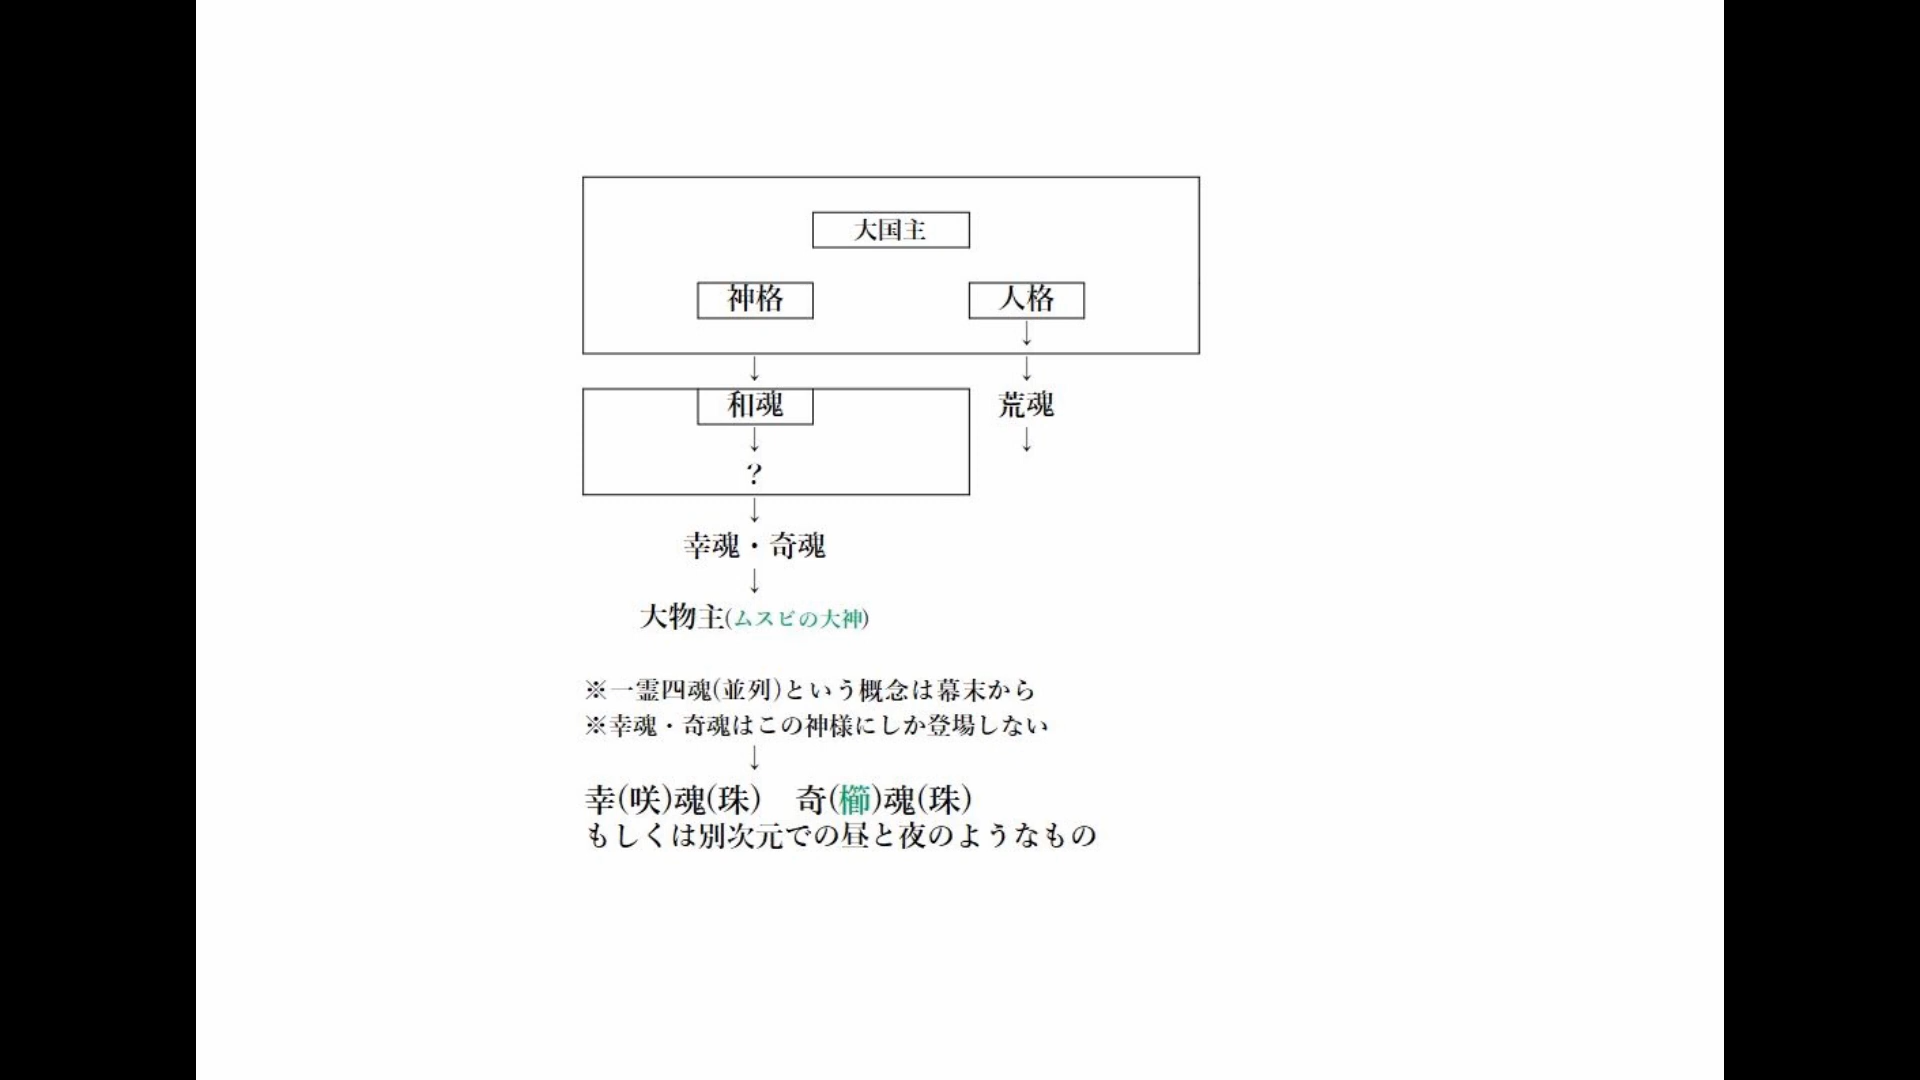 大国主
神格 人格
↓
↓ ↓
和魂 荒魂
↓ ↓
？
↓
幸魂・奇魂
↓
大物主(ムスビの大神)
※一霊四魂(並列)という概念は幕末から
※幸魂・奇魂はこの神様にしか登場しない
↓
幸(咲)魂(珠)　奇(櫛)魂(珠)
もしくは別次元での昼と夜のようなもの